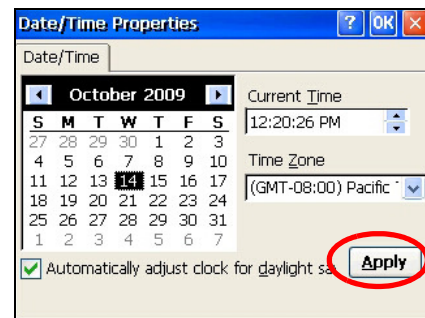 Date/Time Properties ? OK ×
Date/Time
October 2009
S M T W T F S
27 28 29 30 1 2 3
4 5 6 7 8 9 10
11 12 13 14 15 16 17
18 19 20 21 22 23 24
25 26 27 28 29 30 31
1 2 3 4 5 6 7
Current Time
12:20:26 PM
Time Zone
(GMT-08:00) Pacific
Automatically adjust clock for daylight sa
Apply